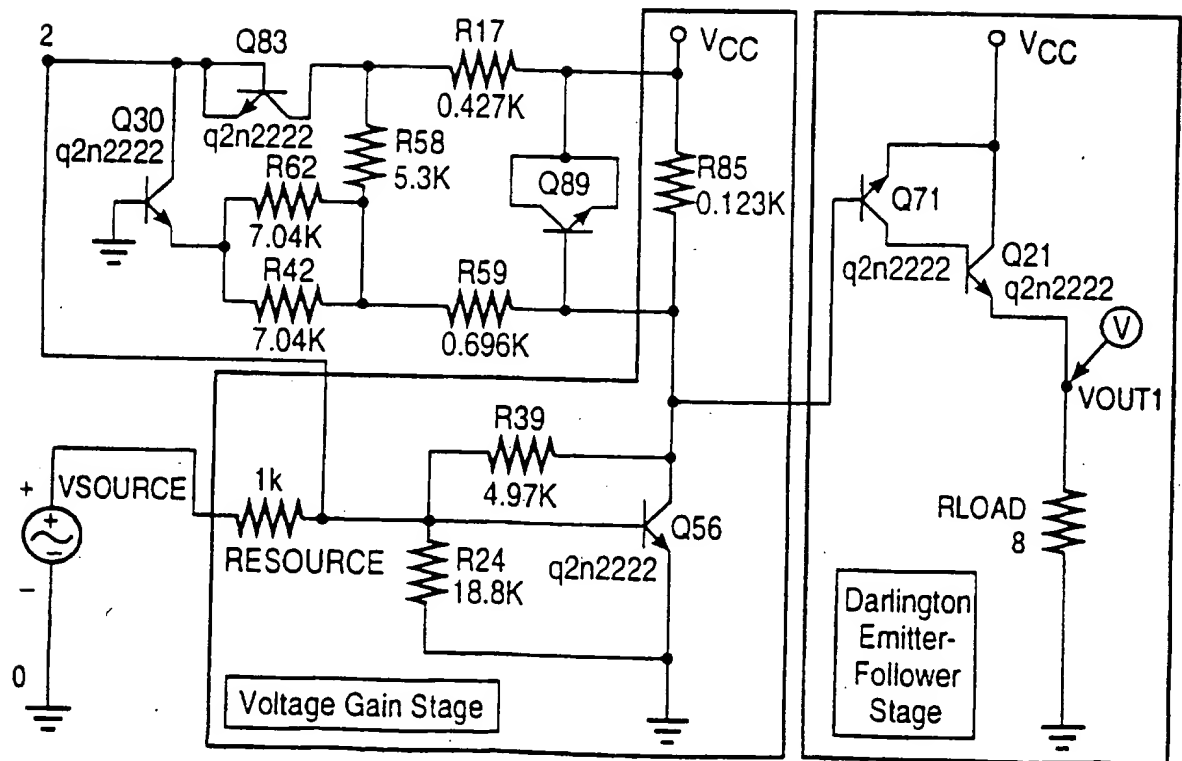 2
Q83
R17
0.427K
VCC
VCC
Q30
q2n2222
q2n2222
R58
5.3K
R62
7.04K
Q89
R85
0.123K
Q71
q2n2222
Q21
q2n2222
R42
7.04K
R59
0.696K
V
VOUT1
R39
4.97K
+
VSOURCE
1k
+
−
RESOURCE
Q56
q2n2222
R24
18.8K
RLOAD
8
−
0
Voltage Gain Stage
Darlington
Emitter-
Follower
Stage